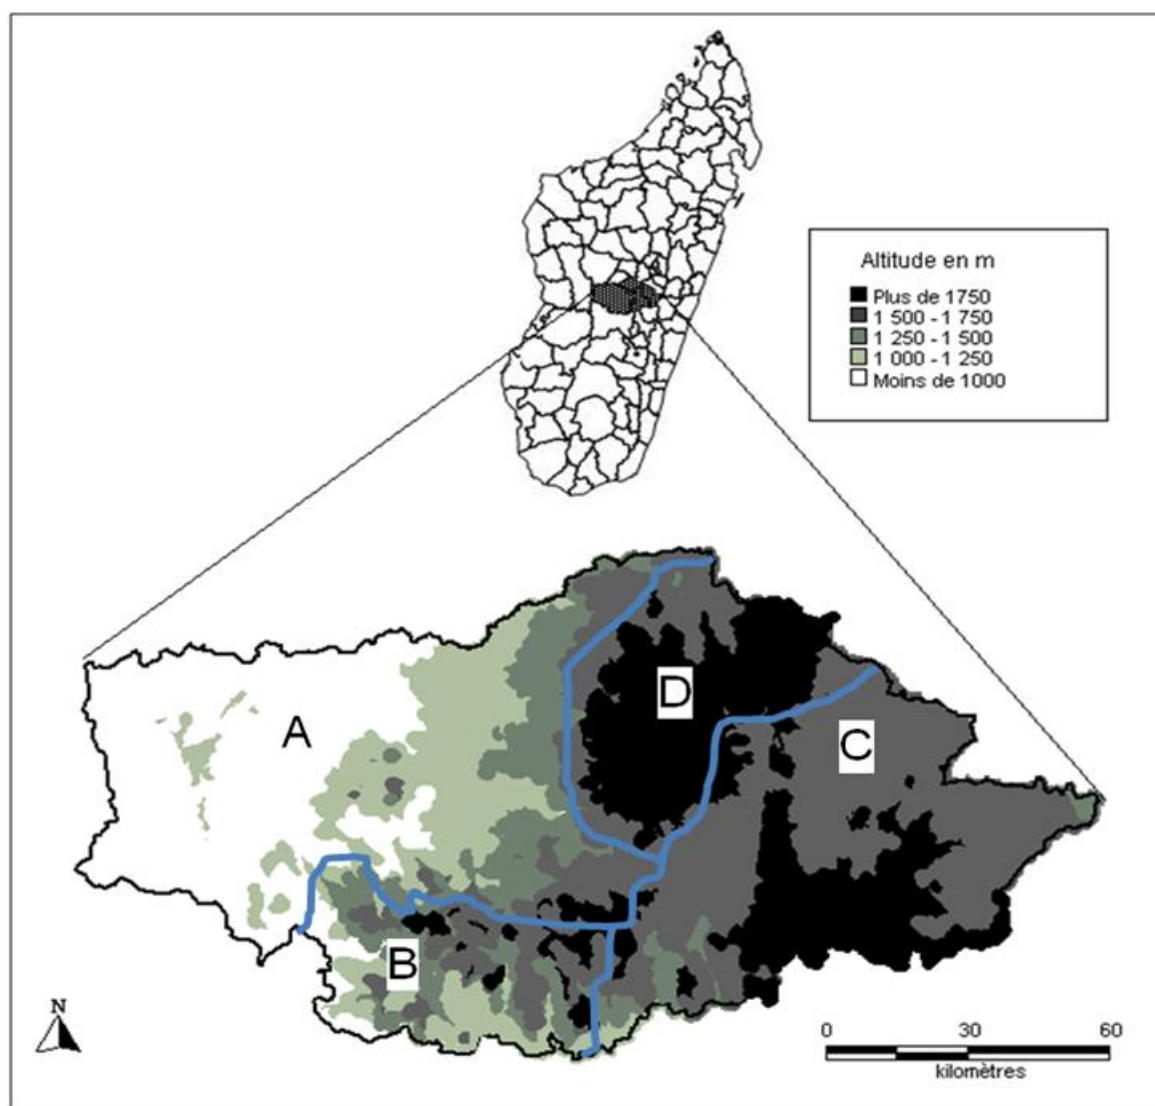 Altitude en m
Plus de 1750
1 500 - 1 750
1 250 - 1 500
1 000 - 1 250
Moins de 1000
D
A
C
B
N
0 30 60
kilomètres